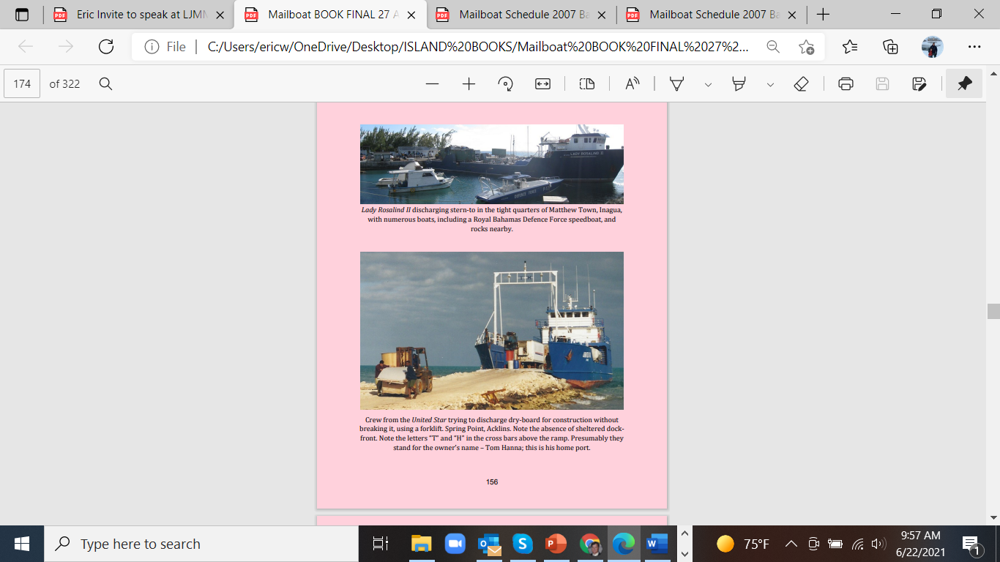 Eric Invite to speak at LJMN
Mailboat BOOK FINAL 27 A
Mailboat Schedule 2007 Ba
Mailboat Schedule 2007 Ba
File
C:/Users/ericw/OneDrive/Desktop/ISLAND%20BOOKS/Mailboat%20BOOK%20FINAL%2027%2...
174 of 322
LADY ROSALIND II
DEFENCE FORCE
Lady Rosalind II discharging stern-to in the tight quarters of Matthew Town, Inagua,
with numerous boats, including a Royal Bahamas Defence Force speedboat, and
rocks nearby.
Crew from the United Star trying to discharge dry-board for construction without
breaking it, using a forklift. Spring Point, Acklins. Note the absence of sheltered dock-
front. Note the letters “T” and “H” in the cross bars above the ramp. Presumably they
stand for the owner’s name – Tom Hanna; this is his home port.
156
Type here to search
75°F
9:57 AM
6/22/2021
1